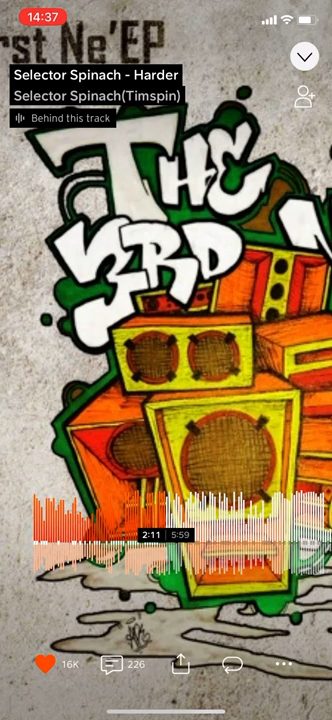 14:37
rst Ne'EP
Selector Spinach - Harder
Selector Spinach(Timspin)
Behind this track
THE
3RD
2:11 | 5:59
16K
226